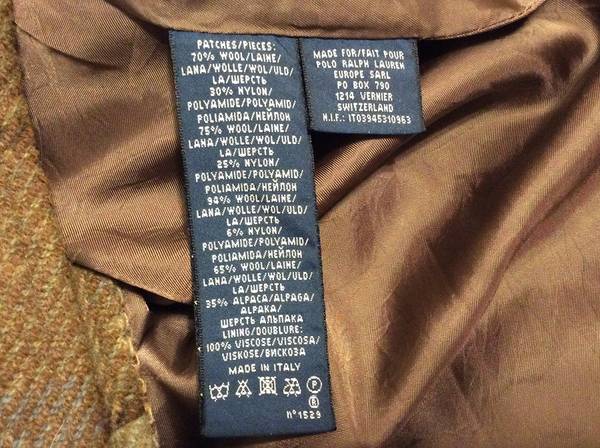 PATCHES/PIECES:
70% WOOL/LAINE/
LANA/WOLLE/WOL/ULD/
LA/ШЕРСТЬ
30% NYLON/
POLYAMIDE/POLYAMID/
POLIAMIDA/НЕЙЛОН
75% WOOL/LAINE/
LANA/WOLLE/WOL/ULD/
LA/ШЕРСТЬ
25% NYLON/
POLYAMIDE/POLYAMID/
POLIAMIDA/НЕЙЛОН
94% WOOL/LAINE/
LANA/WOLLE/WOL/ULD/
LA/ШЕРСТЬ
6% NYLON/
POLYAMIDE/POLYAMID/
POLIAMIDA/НЕЙЛОН
65% WOOL/LAINE/
LANA/WOLLE/WOL/ULD/
LA/ШЕРСТЬ
35% ALPACA/ALPAGA/
ALPAKA/
ШЕРСТЬ АЛЬПАКА
LINING/DOUBLURE:
100% VISCOSE/VISCOSA/
VISKOSE/ВИСКОЗА
MADE IN ITALY
P
R
n°1529
MADE FOR/FAIT POUR
POLO RALPH LAUREN
EUROPE SARL
PO BOX 790
1214 VERNIER
SWITZERLAND
N.I.F.: IT03945310963